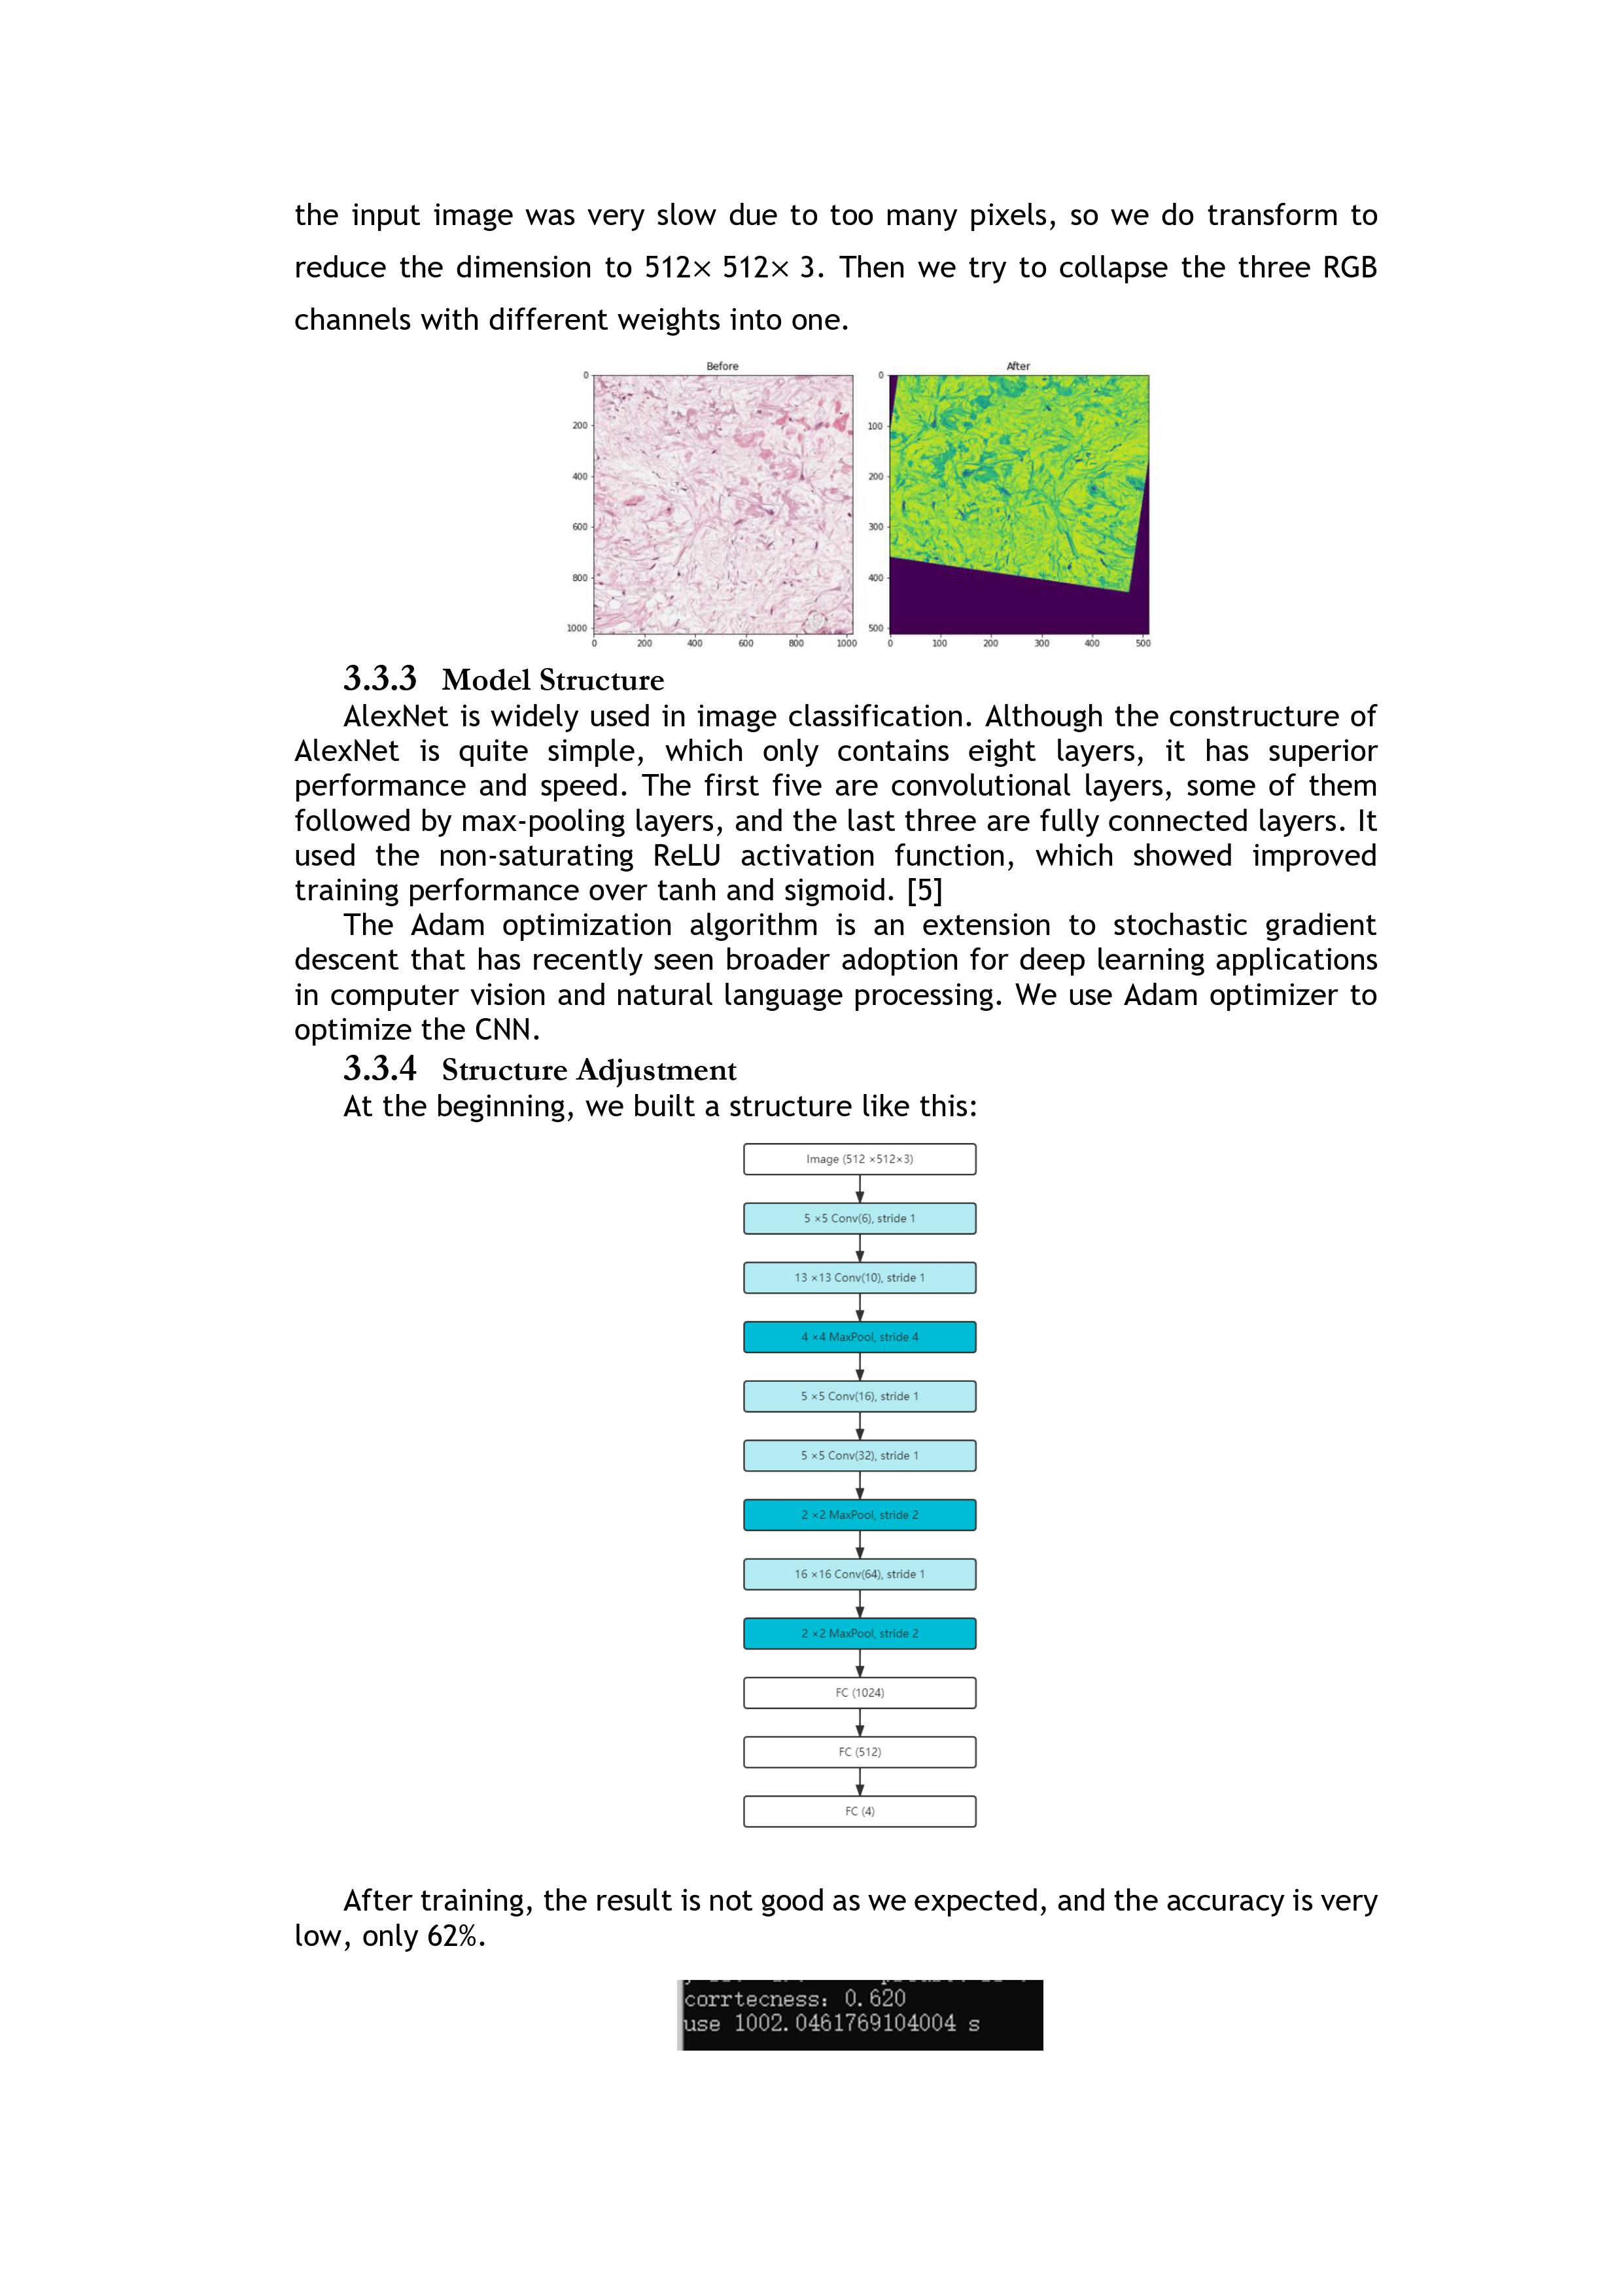 the input image was very slow due to too many pixels, so we do transform to
reduce the dimension to 512× 512× 3. Then we try to collapse the three RGB
channels with different weights into one.
Before
After
0
200
400
600
800
1000
0 200 400 600 800 1000
0
100
200
300
400
500
0 100 200 300 400 500
3.3.3 Model Structure
AlexNet is widely used in image classification. Although the constructure of
AlexNet is quite simple, which only contains eight layers, it has superior
performance and speed. The first five are convolutional layers, some of them
followed by max-pooling layers, and the last three are fully connected layers. It
used the non-saturating ReLU activation function, which showed improved
training performance over tanh and sigmoid. [5]
The Adam optimization algorithm is an extension to stochastic gradient
descent that has recently seen broader adoption for deep learning applications
in computer vision and natural language processing. We use Adam optimizer to
optimize the CNN.
3.3.4 Structure Adjustment
At the beginning, we built a structure like this:
Image (512 ×512×3)
5 ×5 Conv(6), stride 1
13 ×13 Conv(10), stride 1
4 ×4 MaxPool, stride 4
5 ×5 Conv(16), stride 1
5 ×5 Conv(32), stride 1
2 ×2 MaxPool, stride 2
16 ×16 Conv(64), stride 1
2 ×2 MaxPool, stride 2
FC (1024)
FC (512)
FC (4)
After training, the result is not good as we expected, and the accuracy is very
low, only 62%.
corrtecness: 0.620
use 1002.0461769104004 s